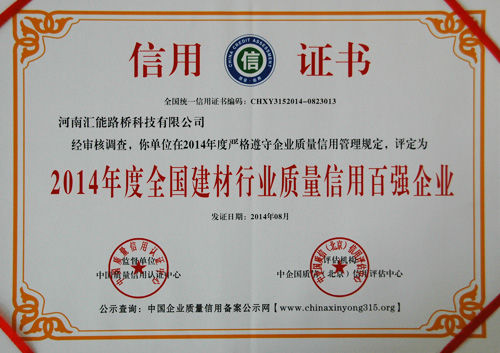 信用 证书
CHINA CREDIT ASSESSMENT
信
全国统一信用证书编码：CHXY3152014-0823013
河南汇能路桥科技有限公司
经审核调查，你单位在2014年度严格遵守企业质量信用管理规定，评定为
2014年度全国建材行业质量信用百强企业
发证日期：2014年08月
监督单位 评估机构
中国质量信用认证中心 中企国质信（北京）信用评估中心
公示查询：中国企业质量信用备案公示网【www.chinaxinyong315.org】